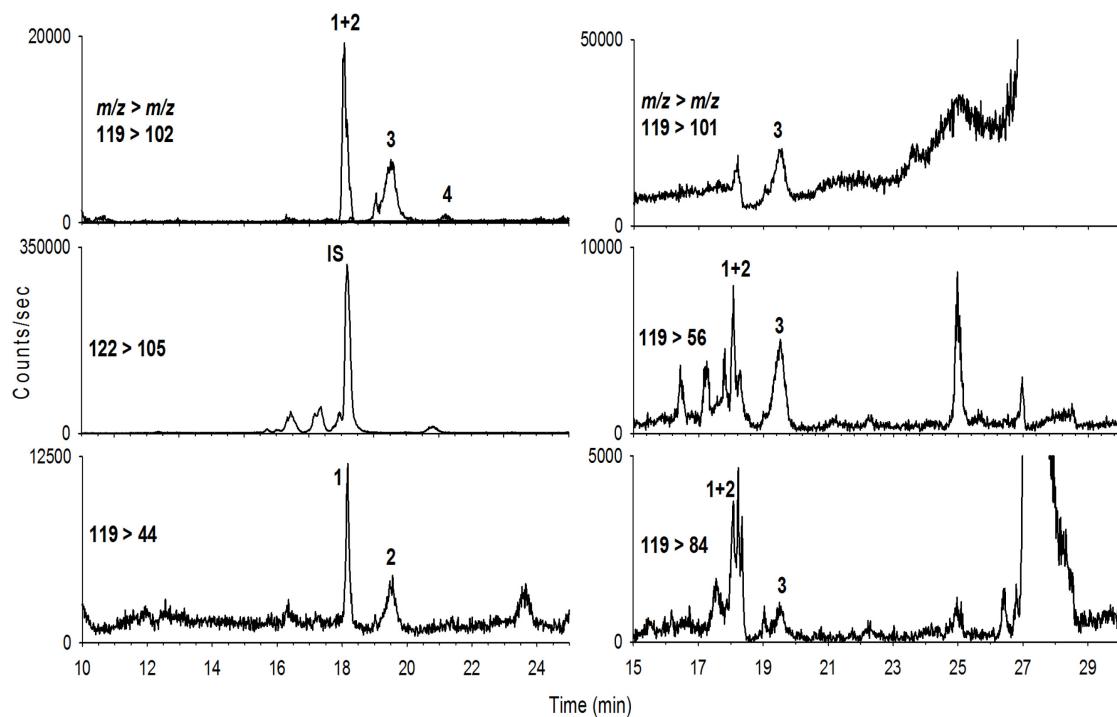 1+2
20000
m/z > m/z
119 > 102
3
4
0
350000
IS
122 > 105
0
12500
1
119 > 44
2
0
10 12 14 16 18 20 22 24
50000
m/z > m/z
119 > 101
3
0
10000
1+2
119 > 56
3
0
5000
1+2
119 > 84
3
0
15 17 19 21 23 25 27 29
Counts/sec
Time (min)